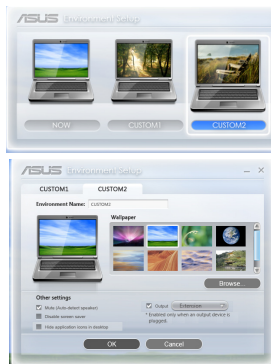 ASUS Environment/Setup
NOW CUSTOM1 CUSTOM2
ASUS Environment/Setup
CUSTOM1 CUSTOM2
Environment Name: CUSTOM2
Wallpaper
Browse...
Other settings
Mute (Auto-detect speaker)
Disable screen saver
Hide application icons in desktop
Output Extension
* Enabled only when an output device is
plugged.
OK Cancel